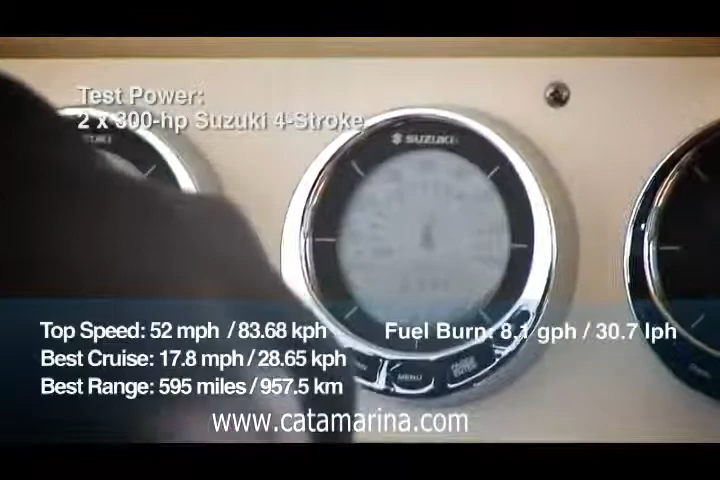 Test Power:
2 x 300-hp Suzuki 4-Stroke
SUZUKI
MENU
Top Speed: 52 mph / 83.68 kph
Fuel Burn: 8.1 gph / 30.7 lph
Best Cruise: 17.8 mph / 28.65 kph
Best Range: 595 miles / 957.5 km
www.catamarina.com